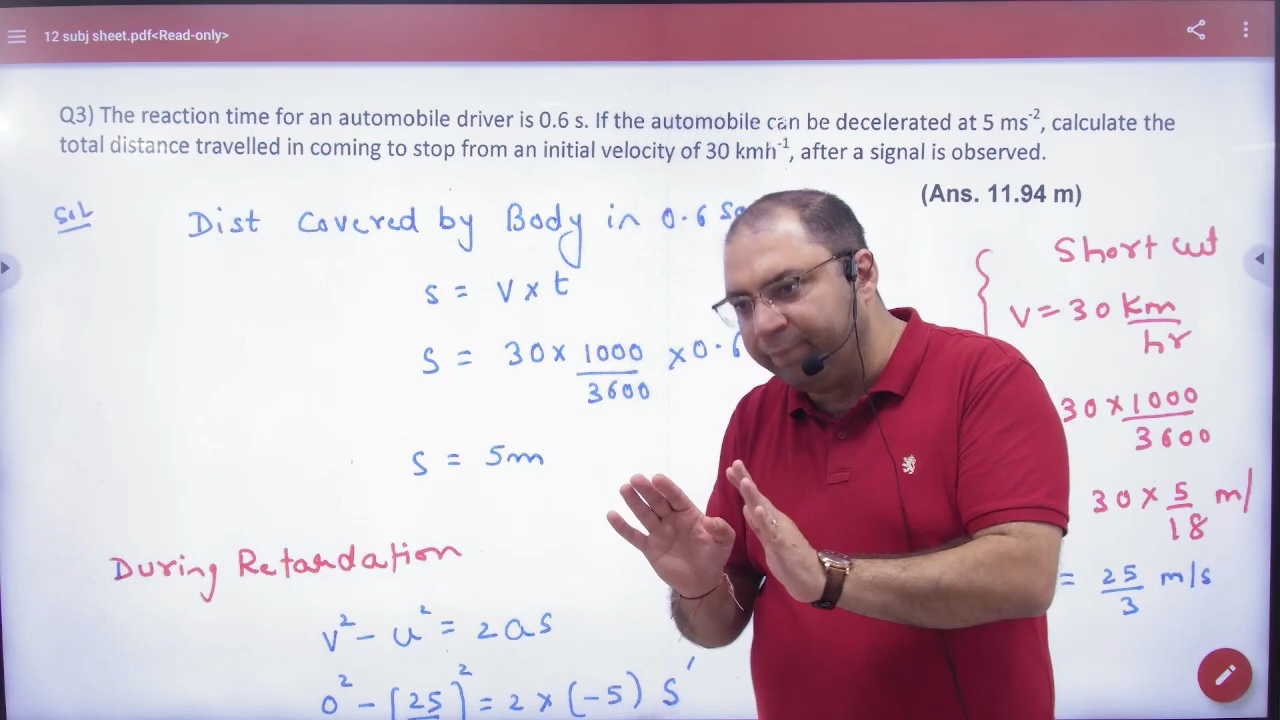 12 subj sheet.pdf<Read-only>
Q3) The reaction time for an automobile driver is 0.6 s. If the automobile can be decelerated at 5 ms⁻², calculate the
total distance travelled in coming to stop from an initial velocity of 30 kmh⁻¹, after a signal is observed.
(Ans. 11.94 m)
Sol Dist Covered by Body in 0.6
S = V × t
S = 30 × 1000/3600 × 0.6
S = 5m
During Retardation
v² - u² = 2as
0² - [25]² = 2 × (-5) S'
Short cut
V = 30 Km/hr
30 × 1000/3600
30 × 5/18 m/
= 25/3 m/s